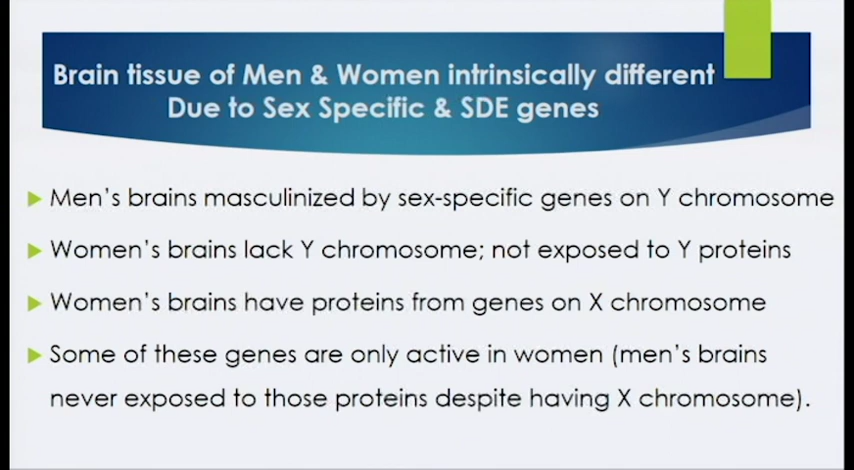 Brain tissue of Men & Women intrinsically different
Due to Sex Specific & SDE genes
Men's brains masculinized by sex-specific genes on Y chromosome
Women's brains lack Y chromosome; not exposed to Y proteins
Women's brains have proteins from genes on X chromosome
Some of these genes are only active in women (men's brains
never exposed to those proteins despite having X chromosome).